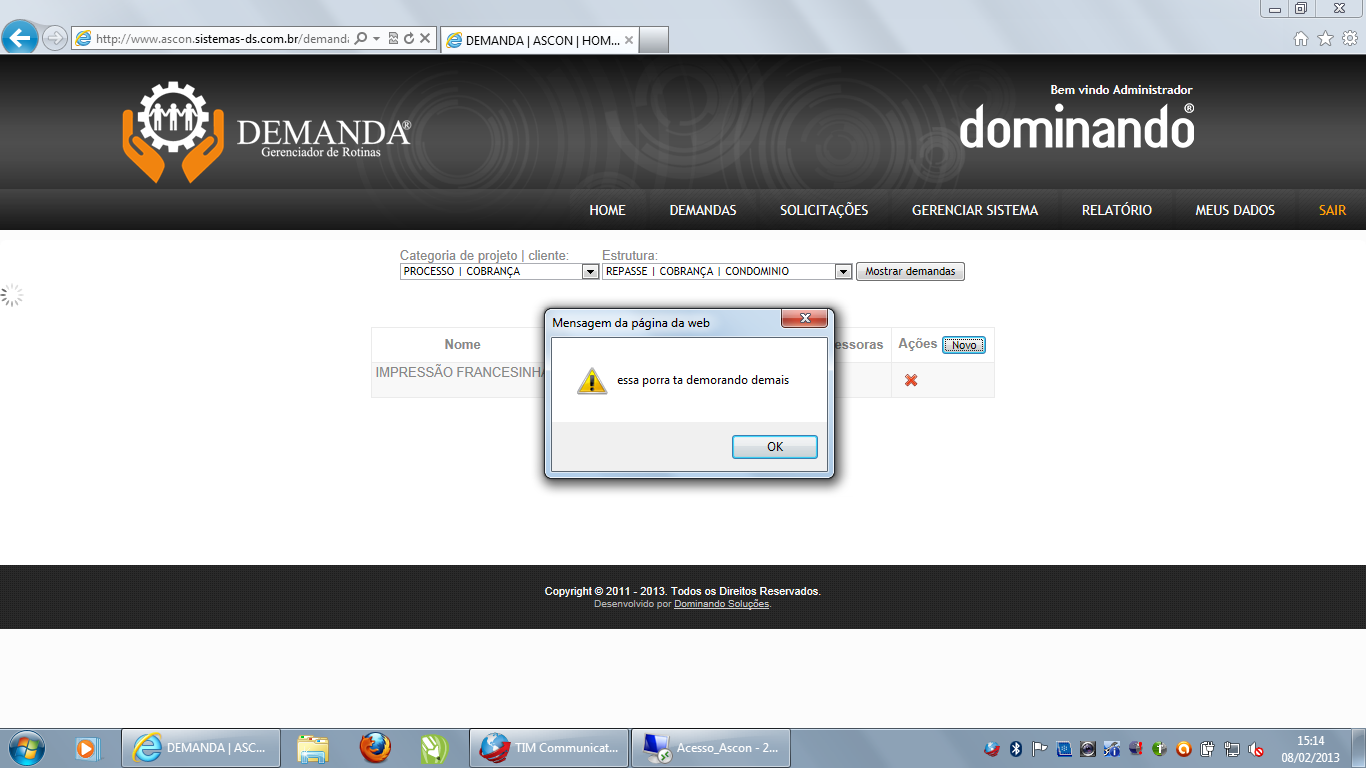 http://www.ascon.sistemas-ds.com.br/demanda
DEMANDA | ASCON | HOM...
Bem vindo Administrador
DEMANDA®
Gerenciador de Rotinas
dominando®
HOME DEMANDAS SOLICITAÇÕES GERENCIAR SISTEMA RELATÓRIO MEUS DADOS SAIR
Categoria de projeto | cliente: Estrutura:
PROCESSO | COBRANÇA REPASSE | COBRANÇA | CONDOMINIO Mostrar demandas
Mensagem da página da web
Nome essoras Ações Novo
IMPRESSÃO FRANCESINHA
essa porra ta demorando demais
OK
Copyright © 2011 - 2013. Todos os Direitos Reservados.
Desenvolvido por Dominando Soluções.
DEMANDA | ASC... TIM Communicat... Acesso_Ascon - 2...
15:14
08/02/2013